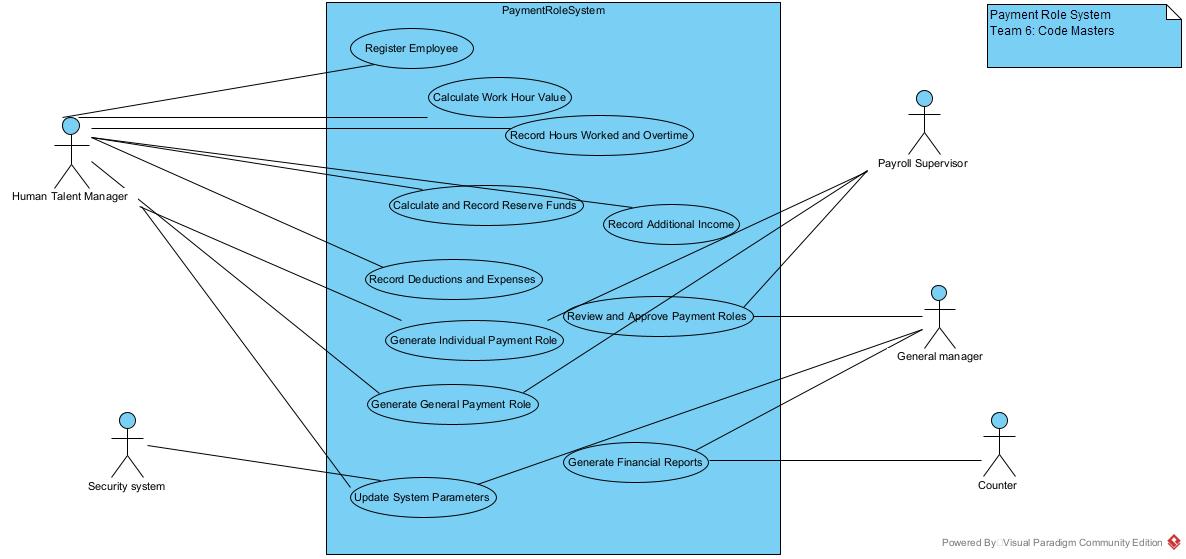 PaymentRoleSystem
Payment Role System
Team 6: Code Masters
Register Employee
Calculate Work Hour Value
Record Hours Worked and Overtime
Payroll Supervisor
Human Talent Manager
Calculate and Record Reserve Funds
Record Additional Income
Record Deductions and Expenses
Review and Approve Payment Roles
Generate Individual Payment Role
General manager
Generate General Payment Role
Generate Financial Reports
Security system
Counter
Update System Parameters
Powered By Visual Paradigm Community Edition